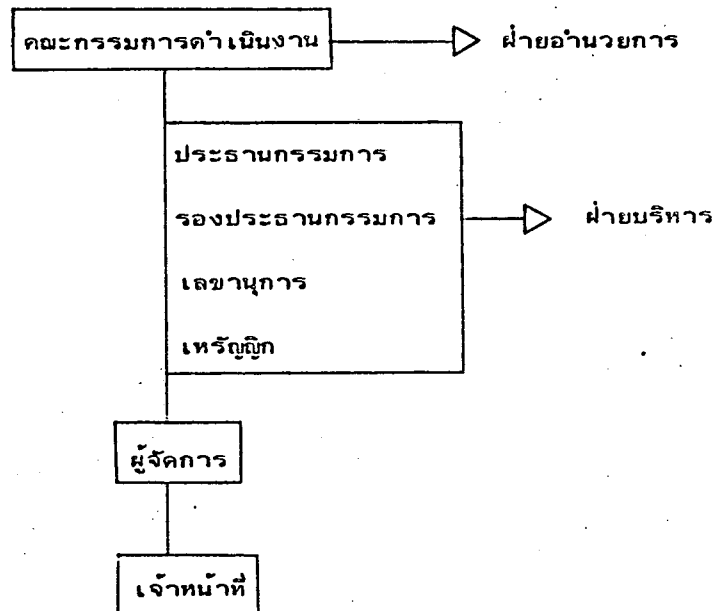 คณะกรรมการดำเนินงาน ฝ่ายอำนวยการ
ประธานกรรมการ
รองประธานกรรมการ ฝ่ายบริหาร
เลขานุการ
เหรัญญิก
ผู้จัดการ
เจ้าหน้าที่